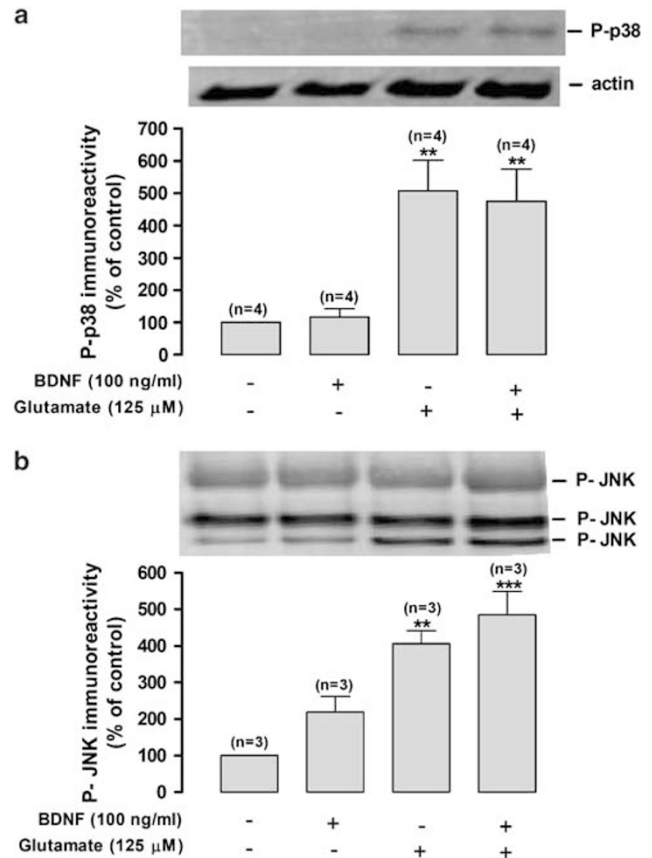 a
P-p38
actin
P-p38 immunoreactivity
(% of control)
700
600
500
400
300
200
100
0
(n=4)
(n=4)
(n=4)
**
(n=4)
**
BDNF (100 ng/ml) - + - +
Glutamate (125 µM) - - + +
b
P- JNK
P- JNK
P- JNK
P- JNK immunoreactivity
(% of control)
600
500
400
300
200
100
0
(n=3)
(n=3)
(n=3)
**
(n=3)
***
BDNF (100 ng/ml) - + - +
Glutamate (125 µM) - - + +